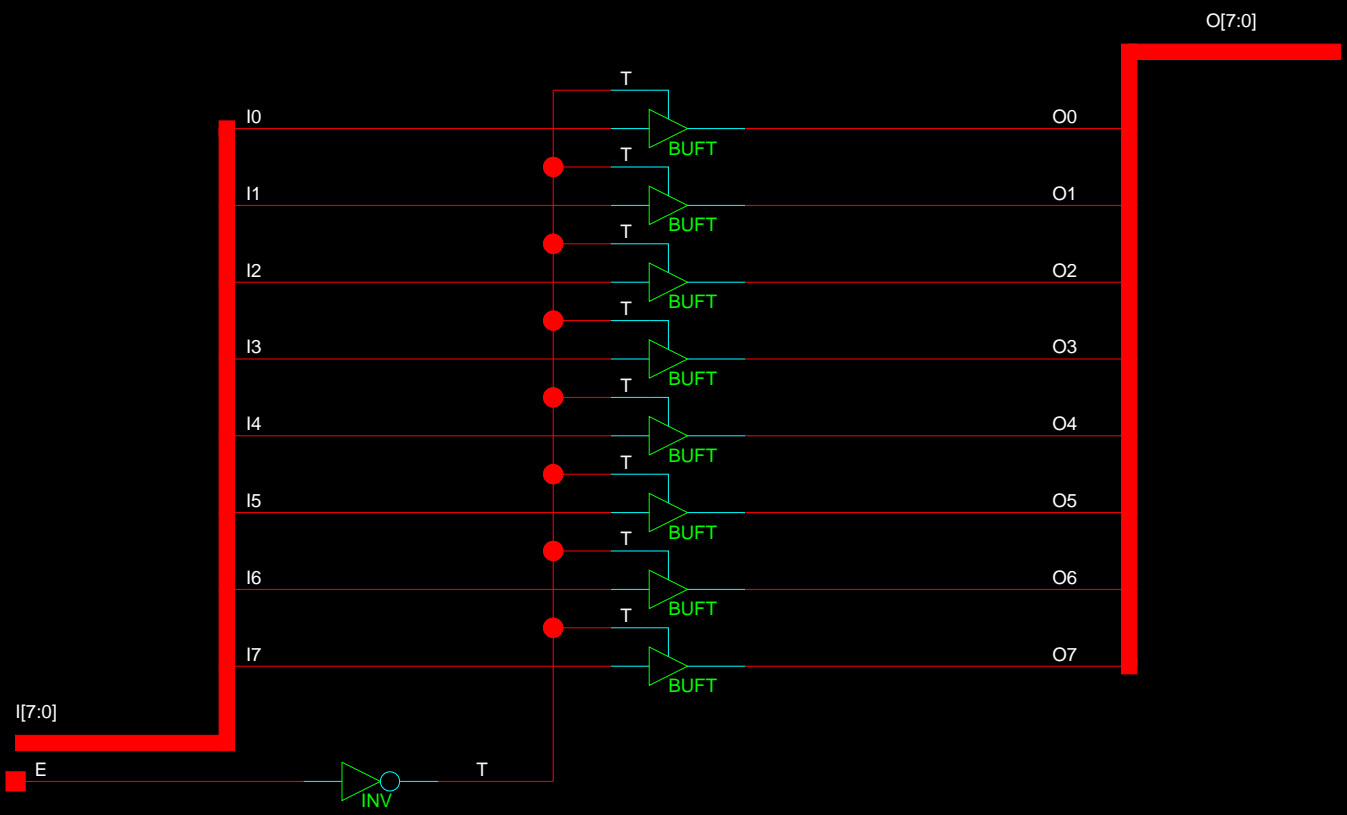 O[7:0]
T
I0 O0
BUFT
T
I1 O1
BUFT
T
I2 O2
BUFT
T
I3 O3
BUFT
T
I4 O4
BUFT
T
I5 O5
BUFT
T
I6 O6
BUFT
T
I7 O7
BUFT
I[7:0]
E T
INV